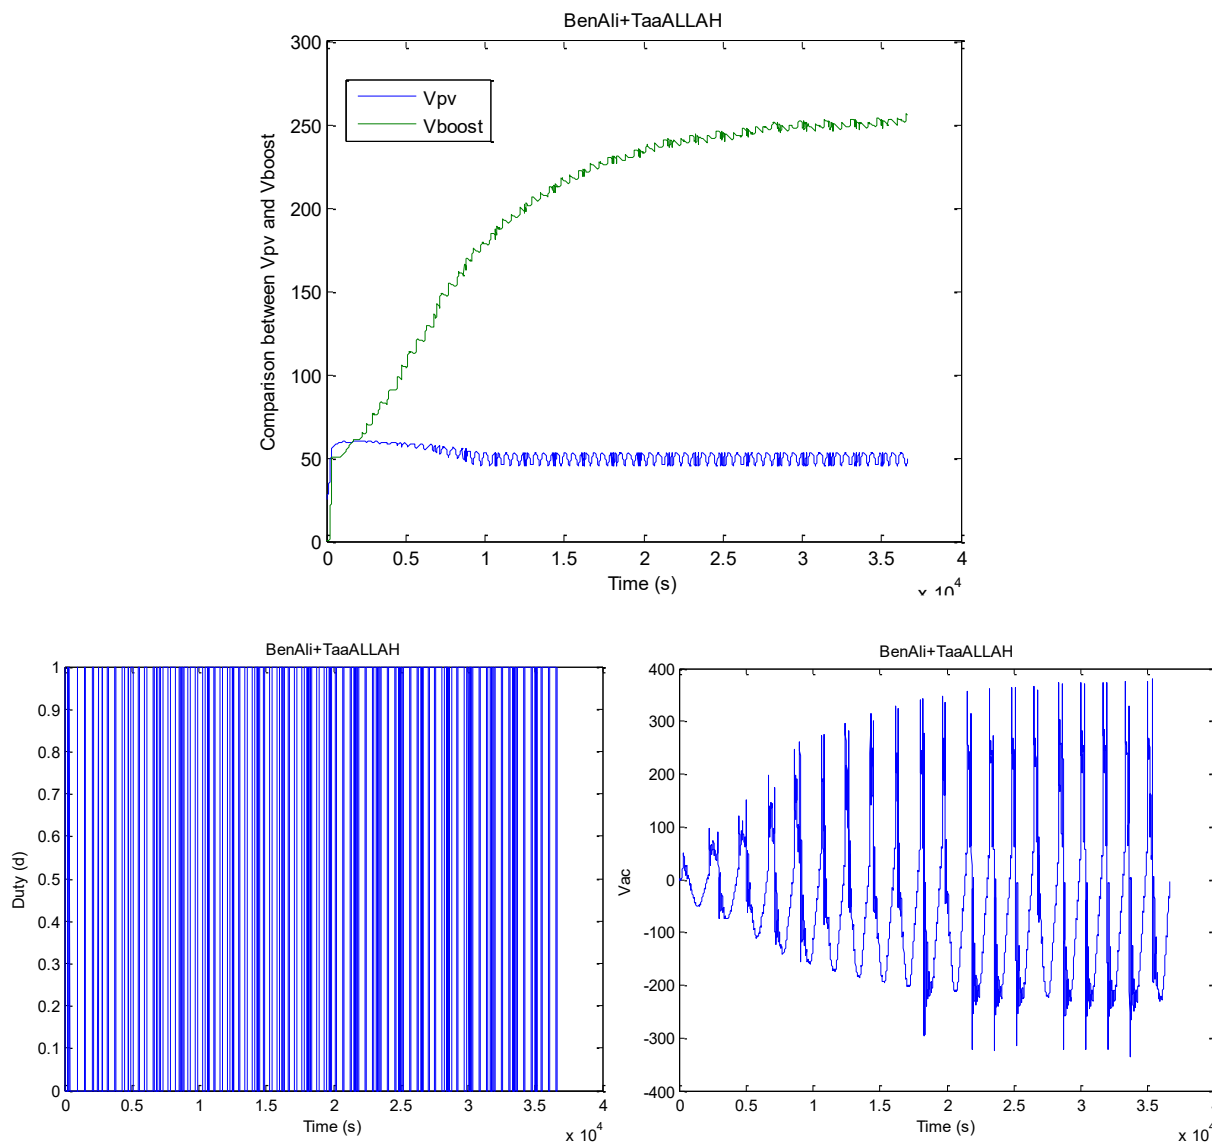 BenAli+TaaALLAH
Comparison between Vpv and Vboost
300
250
200
150
100
50
0
Vpv
Vboost
0 0.5 1 1.5 2 2.5 3 3.5 4
Time (s)
x 10^4
BenAli+TaaALLAH
Duty (d)
1
0.9
0.8
0.7
0.6
0.5
0.4
0.3
0.2
0.1
0
0 0.5 1 1.5 2 2.5 3 3.5 4
Time (s)
x 10^4
BenAli+TaaALLAH
Vac
400
300
200
100
0
-100
-200
-300
-400
0 0.5 1 1.5 2 2.5 3 3.5 4
Time (s)
x 10^4